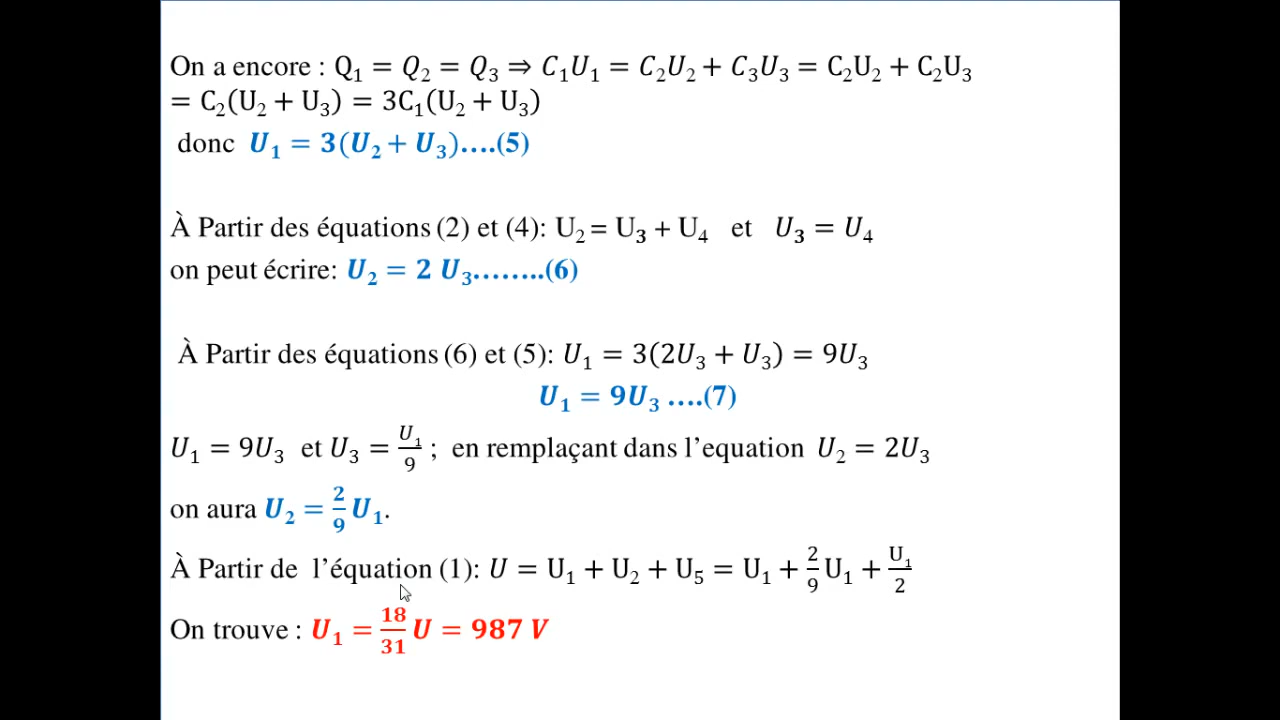 On a encore : Q₁ = Q₂ = Q₃ ⇒ C₁U₁ = C₂U₂ + C₃U₃ = C₂U₂ + C₂U₃
= C₂(U₂ + U₃) = 3C₁(U₂ + U₃)
donc U₁ = 3(U₂ + U₃)....(5)
À Partir des équations (2) et (4): U₂ = U₃ + U₄ et U₃ = U₄
on peut écrire: U₂ = 2 U₃........(6)
À Partir des équations (6) et (5): U₁ = 3(2U₃ + U₃) = 9U₃
U₁ = 9U₃ ....(7)
U₁ = 9U₃ et U₃ = U₁/9 ; en remplaçant dans l’equation U₂ = 2U₃
on aura U₂ = 2/9 U₁.
À Partir de l’équation (1): U = U₁ + U₂ + U₅ = U₁ + 2/9 U₁ + U₁/2
On trouve : U₁ = 18/31 U = 987 V